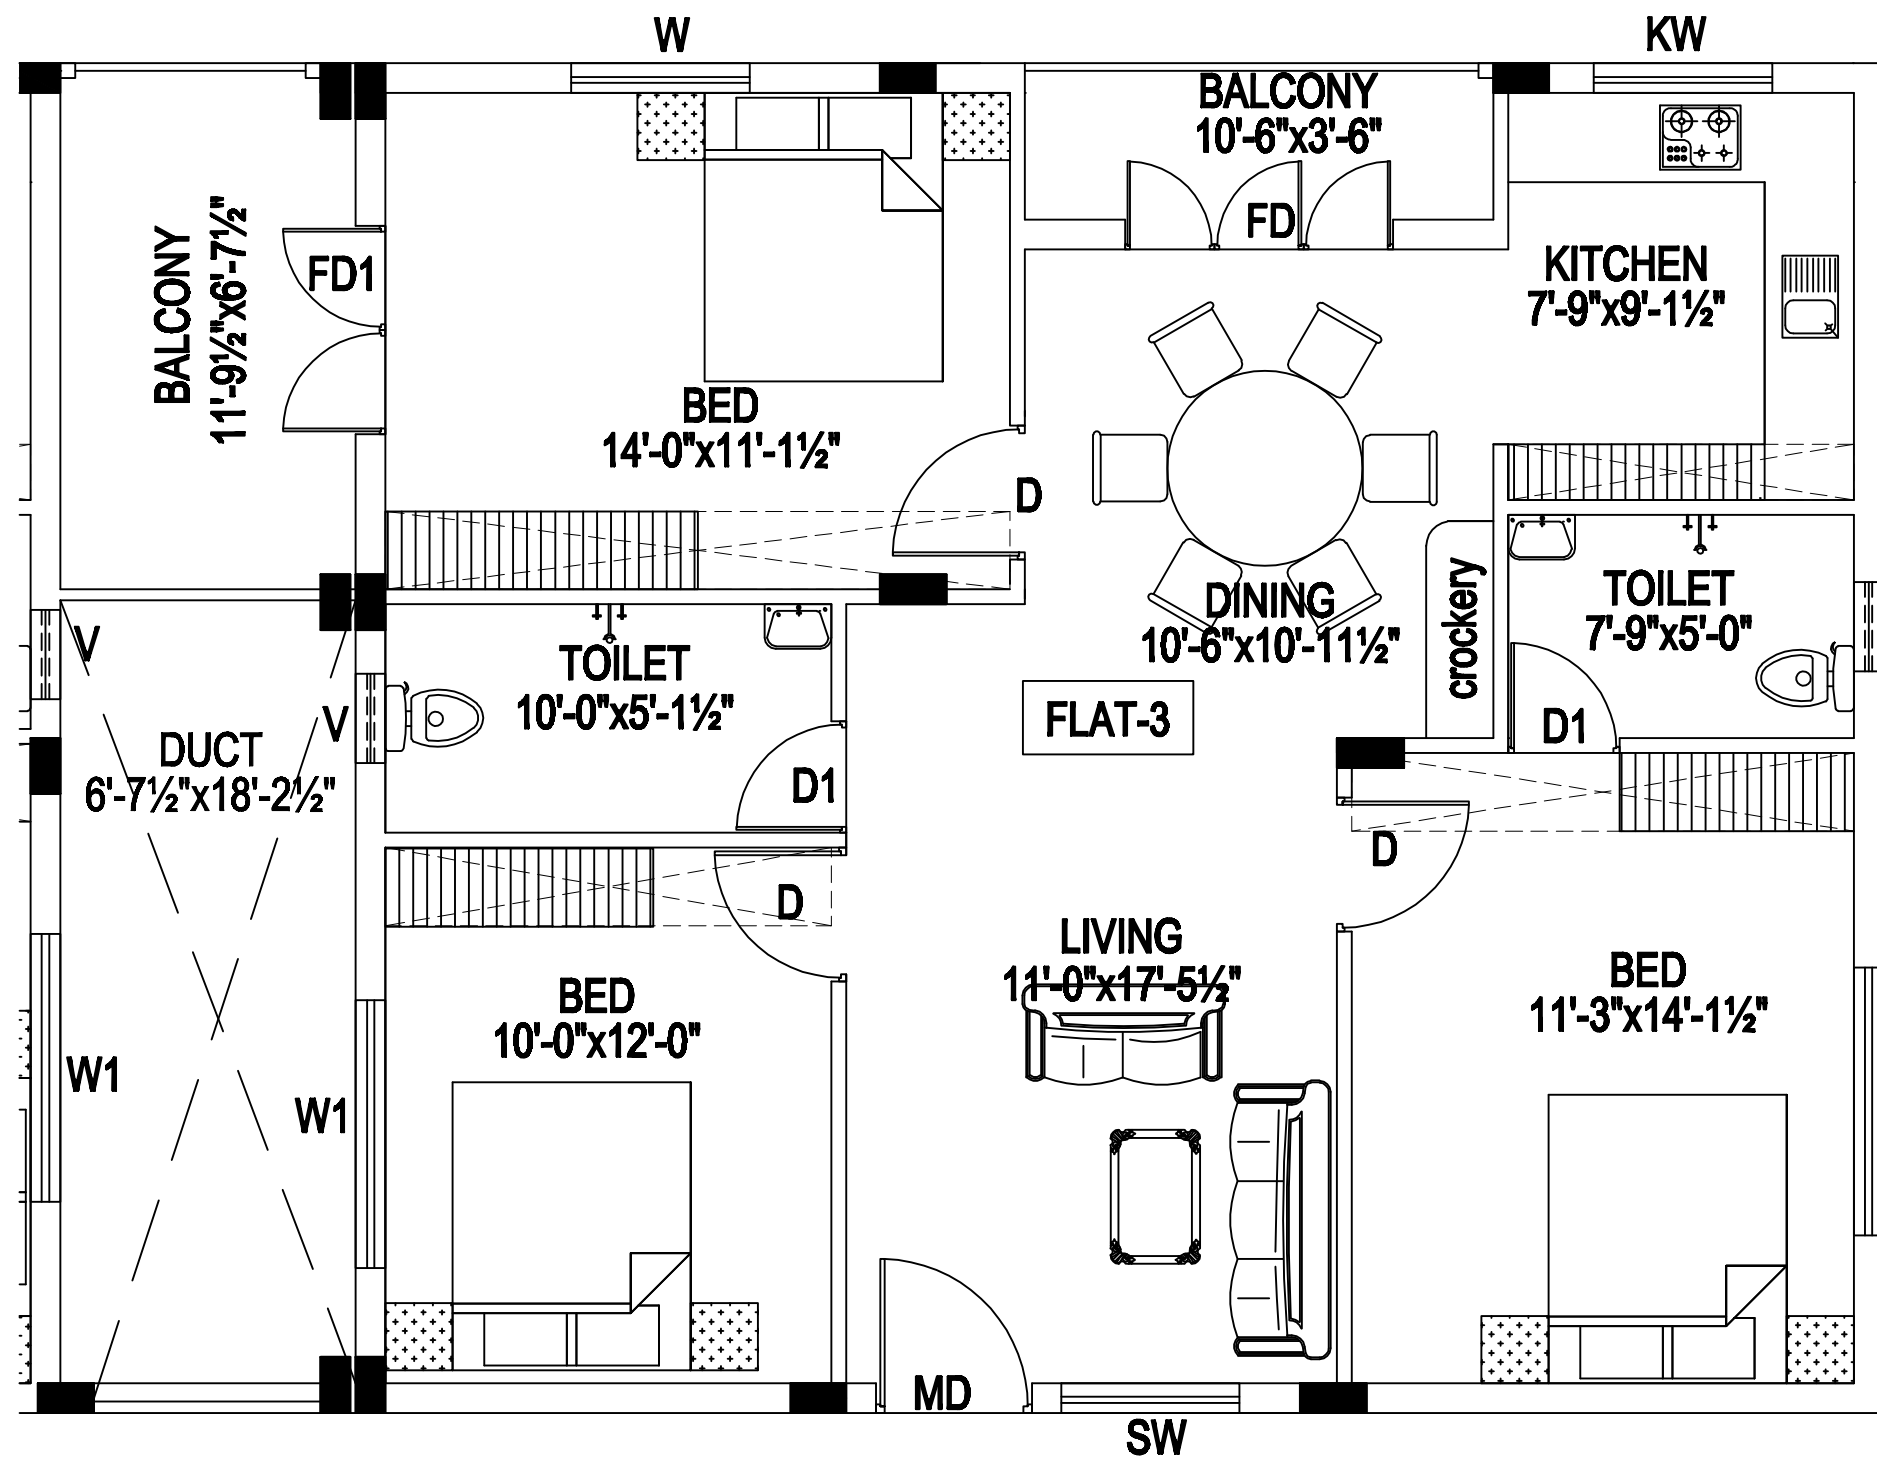 W
KW
BALCONY
10'-6"x3'-6"
BALCONY
11'-9½"x6'-7½"
FD1
FD
KITCHEN
7'-9"x9'-1½"
BED
14'-0"x11'-1½"
D
crockery
DINING
10'-6"x10'-11½"
TOILET
7'-9"x5'-0"
V
TOILET
10'-0"x5'-1½"
V
FLAT-3
D1
DUCT
6'-7½"x18'-2½"
D1
D
D
LIVING
11'-0"x17'-5½"
BED
10'-0"x12'-0"
BED
11'-3"x14'-1½"
W1
W1
MD
SW